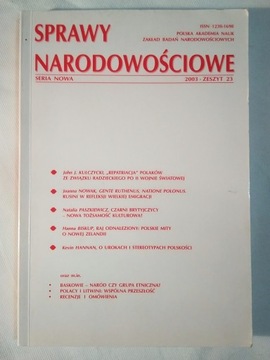 ISSN 1230-1698
POLSKA AKADEMIA NAUK
ZAKŁAD BADAŃ NARODOWOŚCIOWYCH
SPRAWY
NARODOWOŚCIOWE
SERIA NOWA
2003 • ZESZYT 23
John J. KULCZYCKI, „REPATRIACJA” POLAKÓW
ZE ZWIĄZKU RADZIECKIEGO PO II WOJNIE ŚWIATOWEJ
Joanna NOWAK, GENTE RUTHENUS, NATIONE POLONUS
RUSINI W REFLEKSJI WIELKIEJ EMIGRACJI
Natalia PASZKIEWICZ, CZARNI BRYTYJCZYCY
– NOWA TOŻSAMOŚĆ KULTUROWA?
Hanna BISKUP, RAJ ODNALEZIONY? POLSKIE MITY
O NOWEJ ZELANDII
Kevin HANNAN, O UROKACH I STEREOTYPACH POLSKOŚCI
oraz m.in.
• BASKOWIE – NARÓD CZY GRUPA ETNICZNA?
• POLACY I LITWINI: WSPÓLNA PRZESZŁOŚĆ
• RECENZJE I OMÓWIENIA